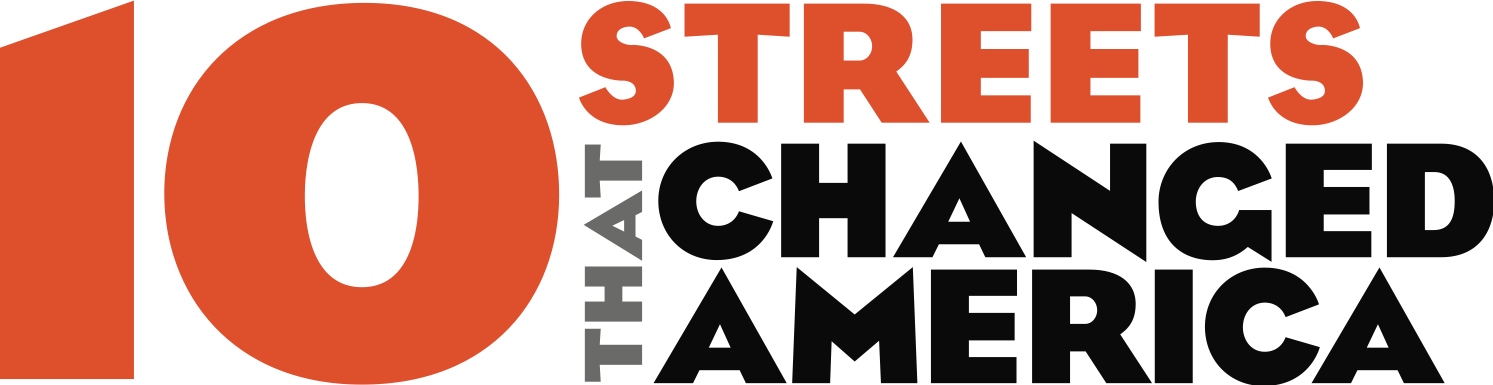 10 STREETS
THAT
CHANGED
AMERICA